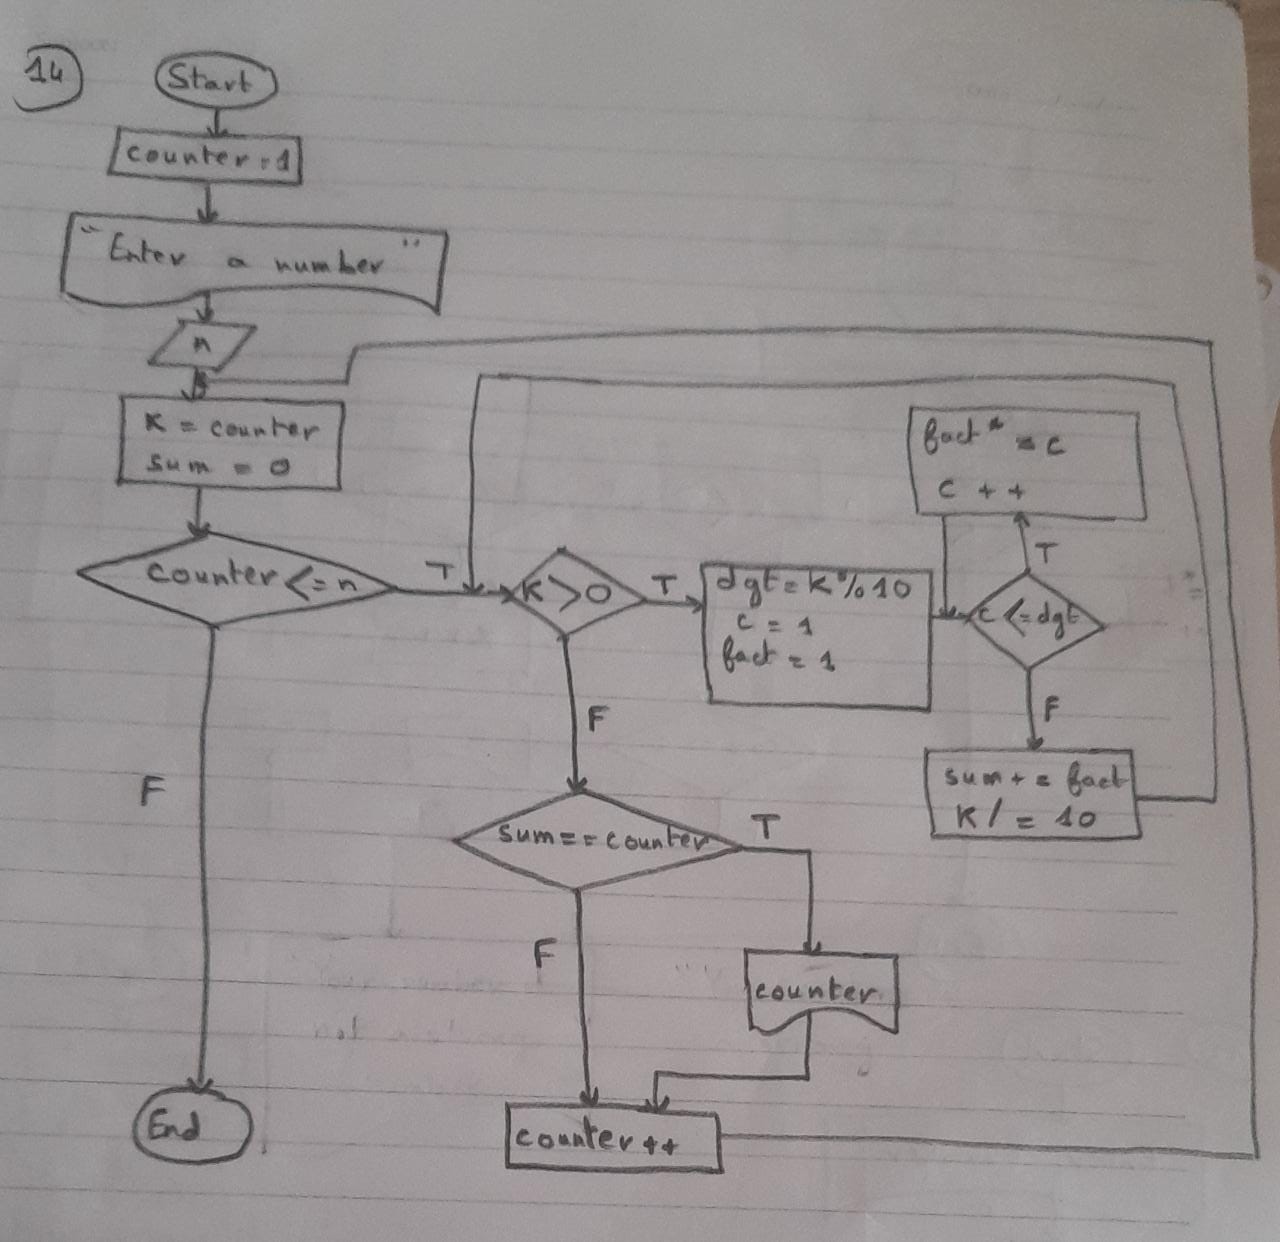 14
Start
counter = 1
"Enter a number"
n
K = counter
sum = 0
counter <= n
T
K > 0
T
dgt = K % 10
c = 1
fact = 1
fact * = c
c + +
T
c <= dgt
F
sum + = fact
K / = 10
F
sum == counter
T
F
counter
F
counter ++
End